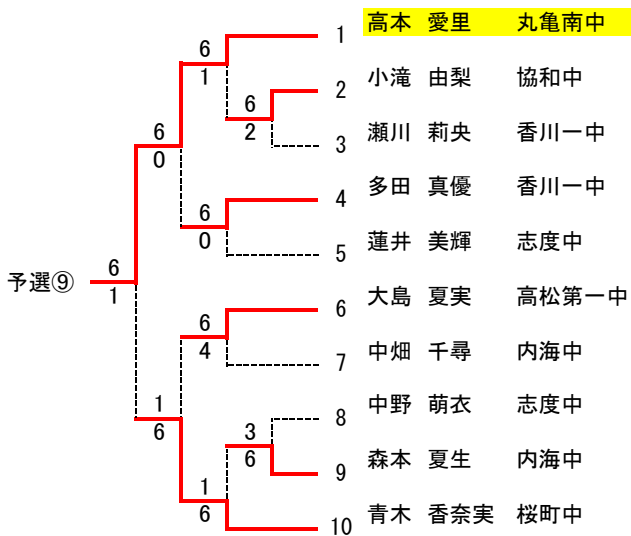 1 高本 愛里 丸亀南中
6
1
2 小滝 由梨 協和中
6
2
3 瀬川 莉央 香川一中
6
0
4 多田 真優 香川一中
6
0
5 蓮井 美輝 志度中
予選⑨
6
1
6 大島 夏実 高松第一中
6
4
7 中畑 千尋 内海中
1
6
8 中野 萌衣 志度中
3
6
9 森本 夏生 内海中
1
6
10 青木 香奈実 桜町中